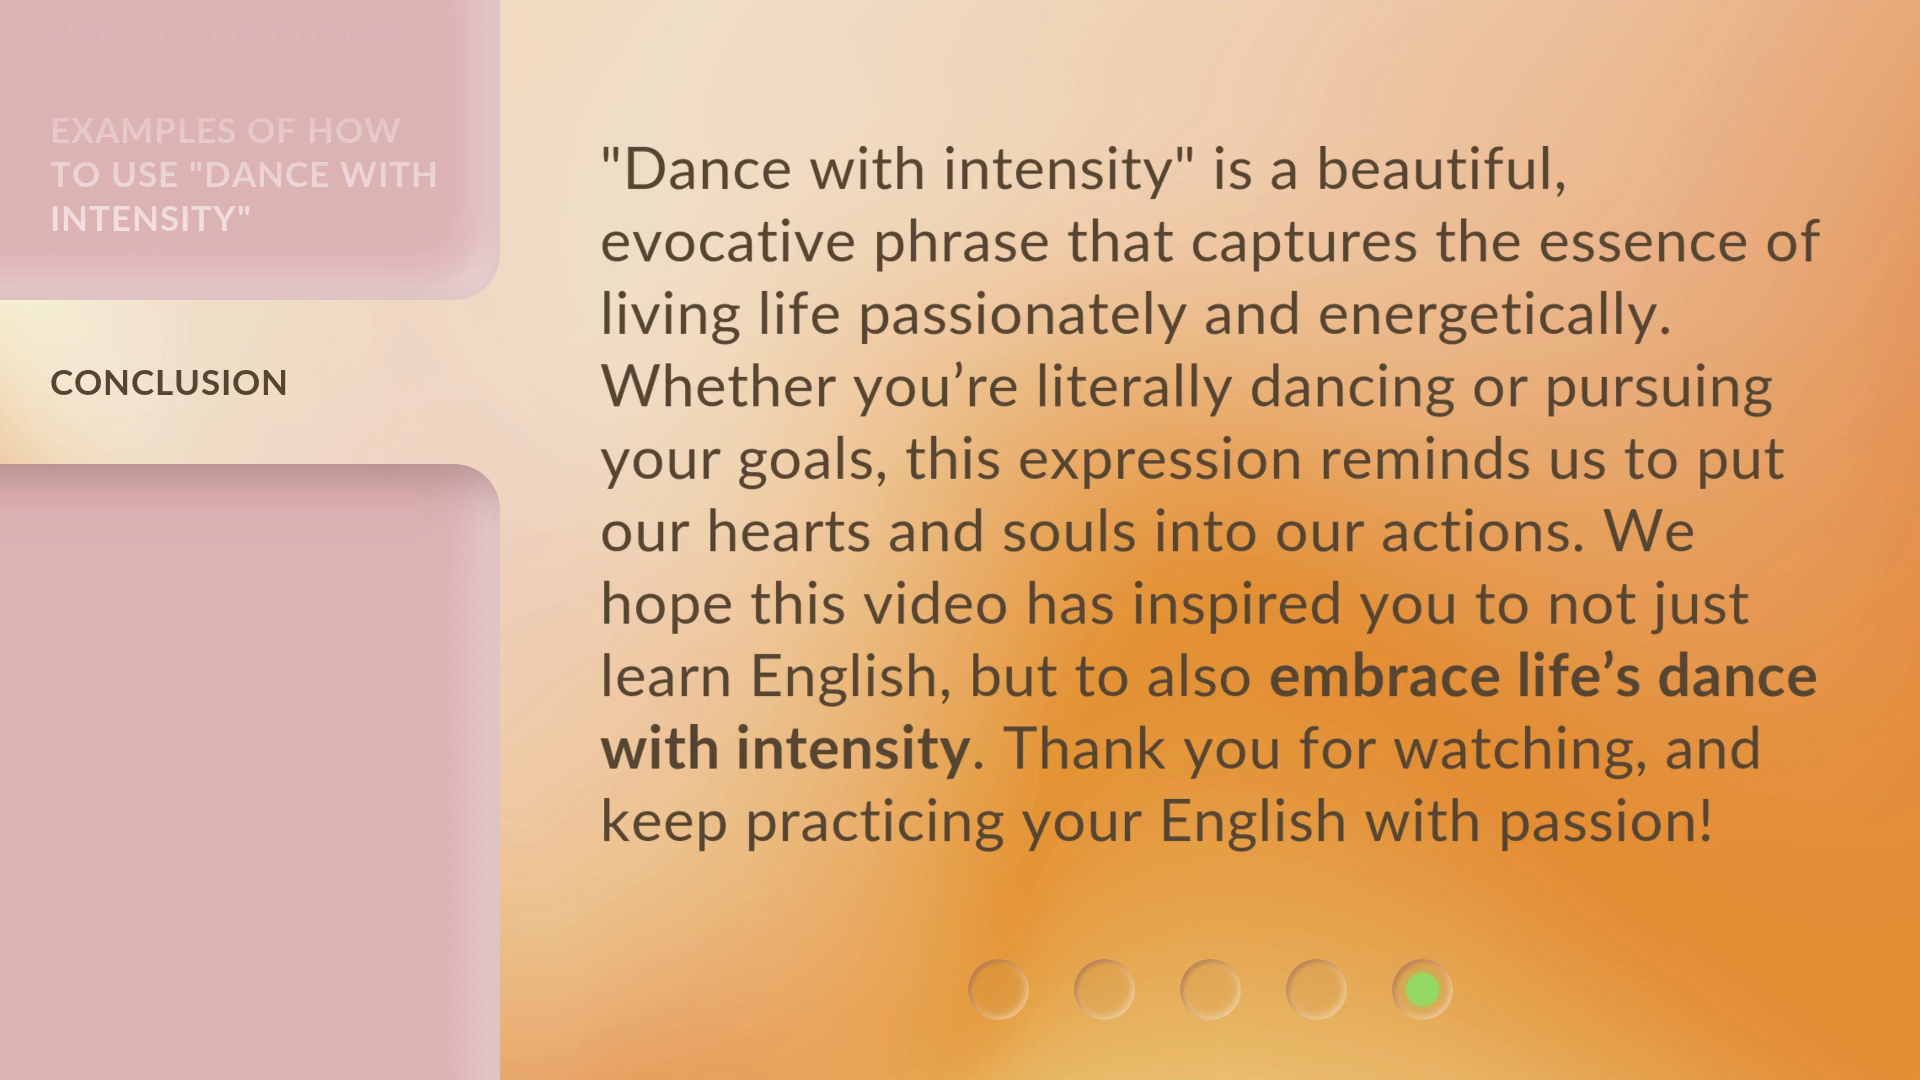 USE OF THE PHRASE
EXAMPLES OF HOW
TO USE "DANCE WITH
INTENSITY"
CONCLUSION
"Dance with intensity" is a beautiful,
evocative phrase that captures the essence of
living life passionately and energetically.
Whether you’re literally dancing or pursuing
your goals, this expression reminds us to put
our hearts and souls into our actions. We
hope this video has inspired you to not just
learn English, but to also embrace life’s dance
with intensity. Thank you for watching, and
keep practicing your English with passion!